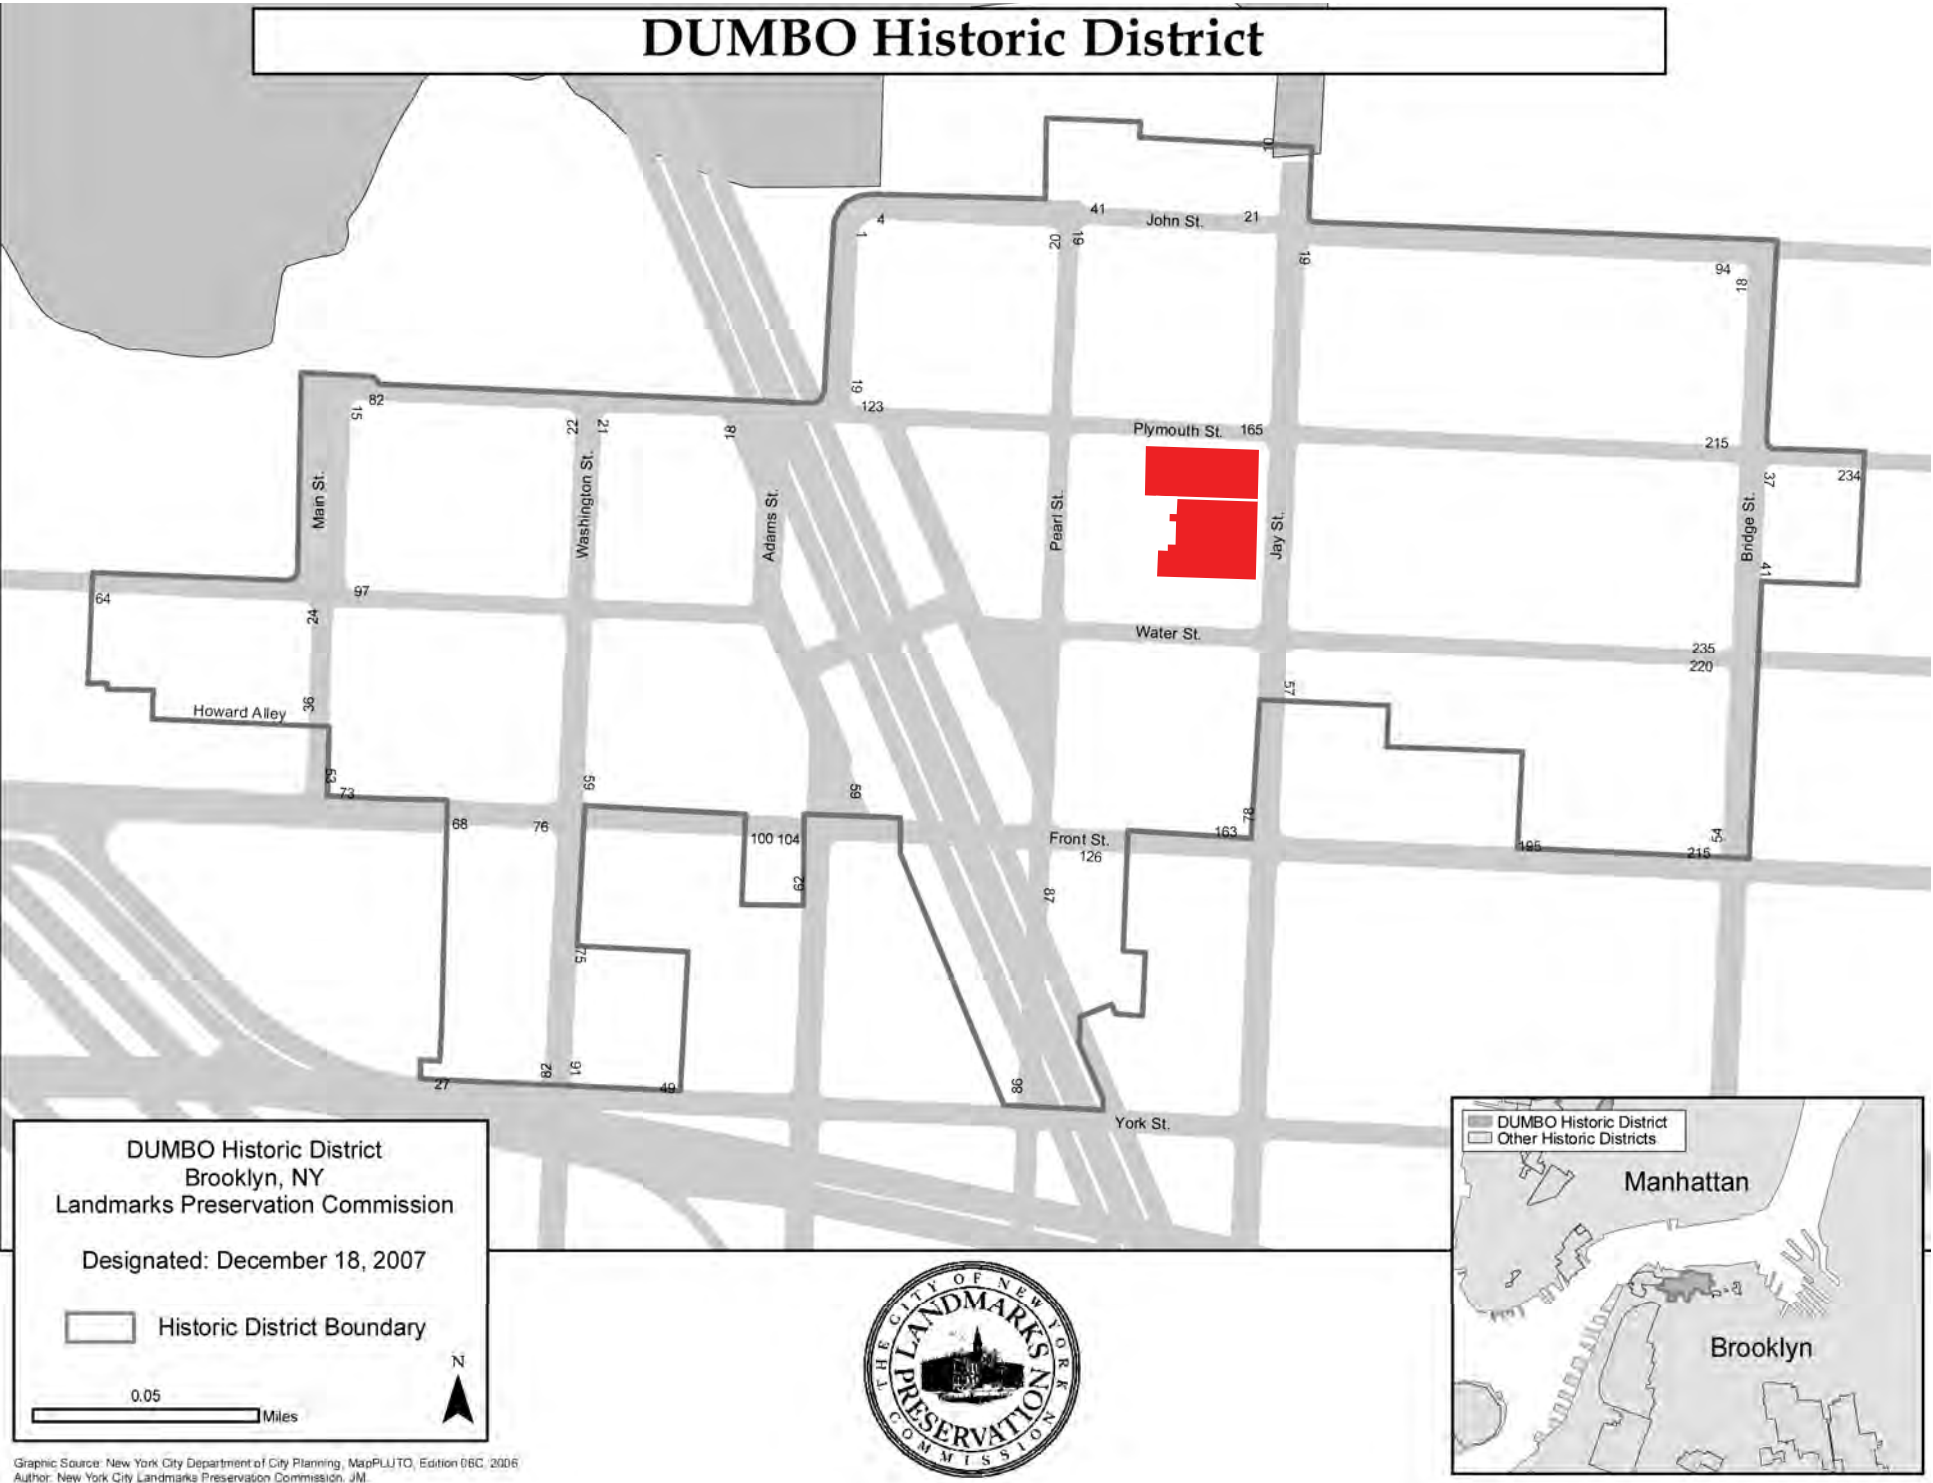 DUMBO Historic District
10
4
41
John St.
21
1
20
19
19
94
18
19
123
82
15
22
21
18
Plymouth St.
165
215
234
37
Main St.
Washington St.
Adams St.
Pearl St.
Jay St.
Bridge St.
41
64
97
24
Water St.
235
220
36
Howard Alley
57
53
73
59
59
68
76
100 104
Front St.
126
163
78
195
215
54
62
87
75
82
91
27
49
86
York St.
DUMBO Historic District
Brooklyn, NY
Landmarks Preservation Commission
Designated: December 18, 2007
Historic District Boundary
N
0.05
Miles
Graphic Source: New York City Department of City Planning, MapPLUTO, Edition 06C, 2006
Author: New York City Landmarks Preservation Commission, JM
THE CITY OF NEW YORK
LANDMARKS
PRESERVATION
COMMISSION
DUMBO Historic District
Other Historic Districts
Manhattan
Brooklyn